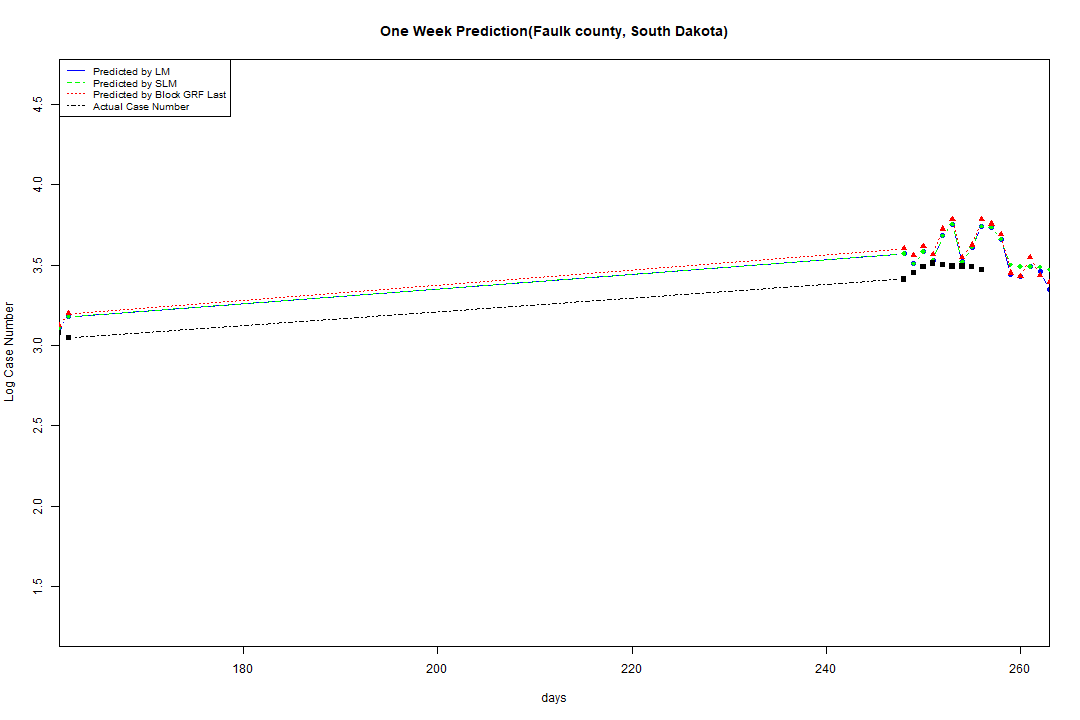 One Week Prediction(Faulk county, South Dakota)
Predicted by LM
Predicted by SLM
Predicted by Block GRF Last
Actual Case Number
4.5
4.0
3.5
3.0
2.5
2.0
1.5
Log Case Number
180 200 220 240 260
days